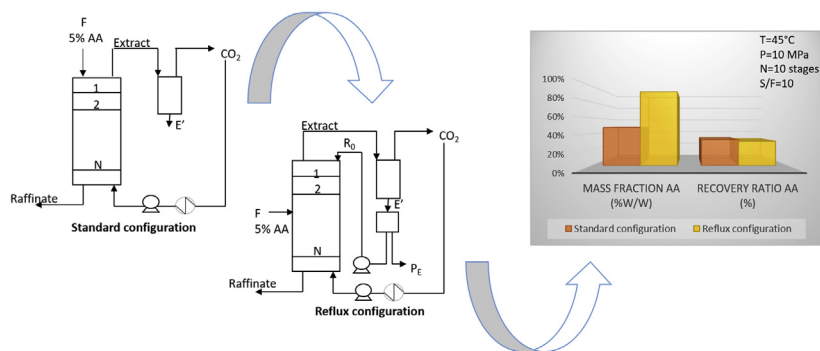 F
5% AA
Extract
CO₂
1
2
E'
N
Raffinate
Standard configuration
Extract
R₀
CO₂
1
2
E'
F
5% AA
N
P_E
Raffinate
Reflux configuration
T=45°C
P=10 MPa
N=10 stages
S/F=10
100%
80%
60%
40%
20%
0%
MASS FRACTION AA
(%W/W)
RECOVERY RATIO AA
(%)
Standard configuration
Reflux configuration